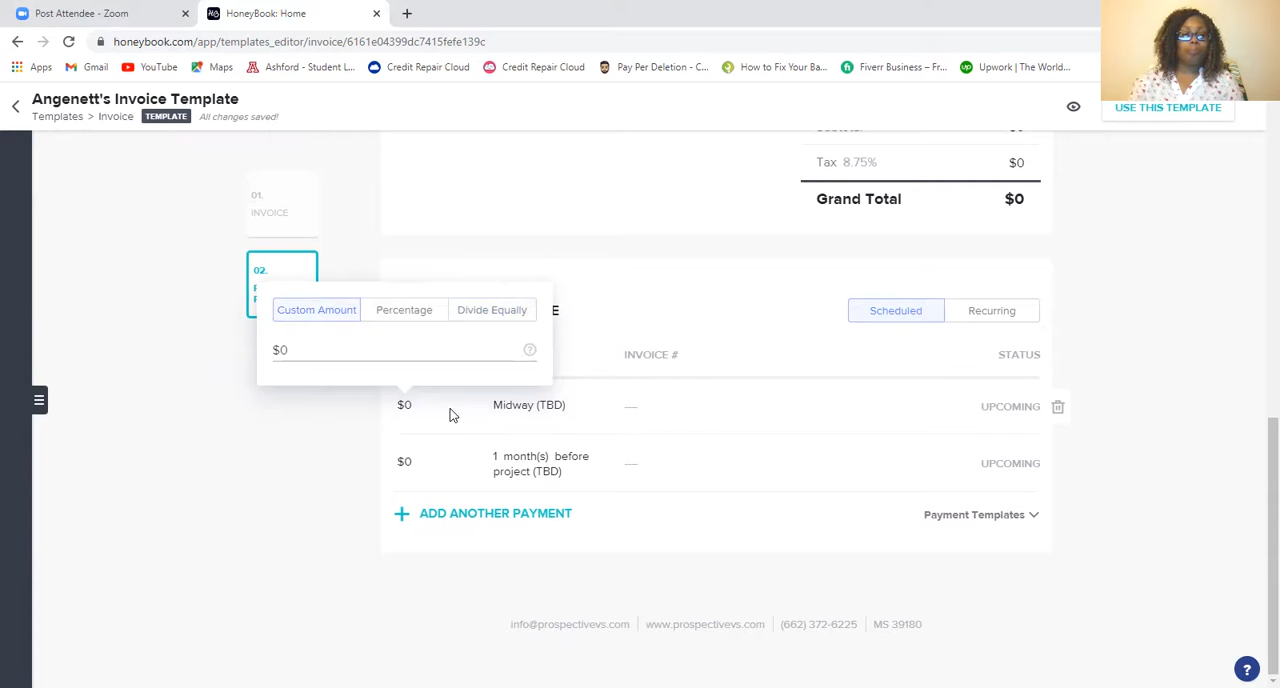 Post Attendee - Zoom
HoneyBook: Home
honeybook.com/app/templates_editor/invoice/6161e04399dc7415fefe139c
Apps Gmail YouTube Maps Ashford - Student L... Credit Repair Cloud Credit Repair Cloud Pay Per Deletion – C... How to Fix Your Ba... Fiverr Business – Fr... Upwork | The World...
Angenett's Invoice Template
Templates > Invoice TEMPLATE All changes saved!
USE THIS TEMPLATE
Subtotal $0
Tax 8.75% $0
Grand Total $0
01.
INVOICE
02.
Custom Amount Percentage Divide Equally
$0
Scheduled Recurring
INVOICE # STATUS
$0 Midway (TBD) — UPCOMING
$0 1 month(s) before project (TBD) — UPCOMING
ADD ANOTHER PAYMENT
Payment Templates
info@prospectivevs.com www.prospectivevs.com (662) 372-6225 MS 39180
?